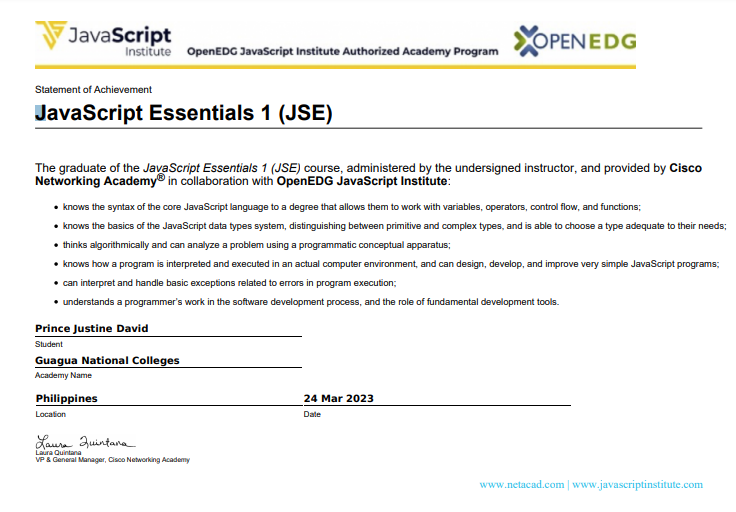 JavaScript
Institute
OpenEDG JavaScript Institute Authorized Academy Program
OPENEDG
Statement of Achievement
JavaScript Essentials 1 (JSE)
The graduate of the JavaScript Essentials 1 (JSE) course, administered by the undersigned instructor, and provided by Cisco
Networking Academy® in collaboration with OpenEDG JavaScript Institute:
• knows the syntax of the core JavaScript language to a degree that allows them to work with variables, operators, control flow, and functions;
• knows the basics of the JavaScript data types system, distinguishing between primitive and complex types, and is able to choose a type adequate to their needs;
• thinks algorithmically and can analyze a problem using a programmatic conceptual apparatus;
• knows how a program is interpreted and executed in an actual computer environment, and can design, develop, and improve very simple JavaScript programs;
• can interpret and handle basic exceptions related to errors in program execution;
• understands a programmer's work in the software development process, and the role of fundamental development tools.
Prince Justine David
Student
Guagua National Colleges
Academy Name
Philippines 24 Mar 2023
Location Date
Laura Quintana
Laura Quintana
VP & General Manager, Cisco Networking Academy
www.netacad.com | www.javascriptinstitute.com